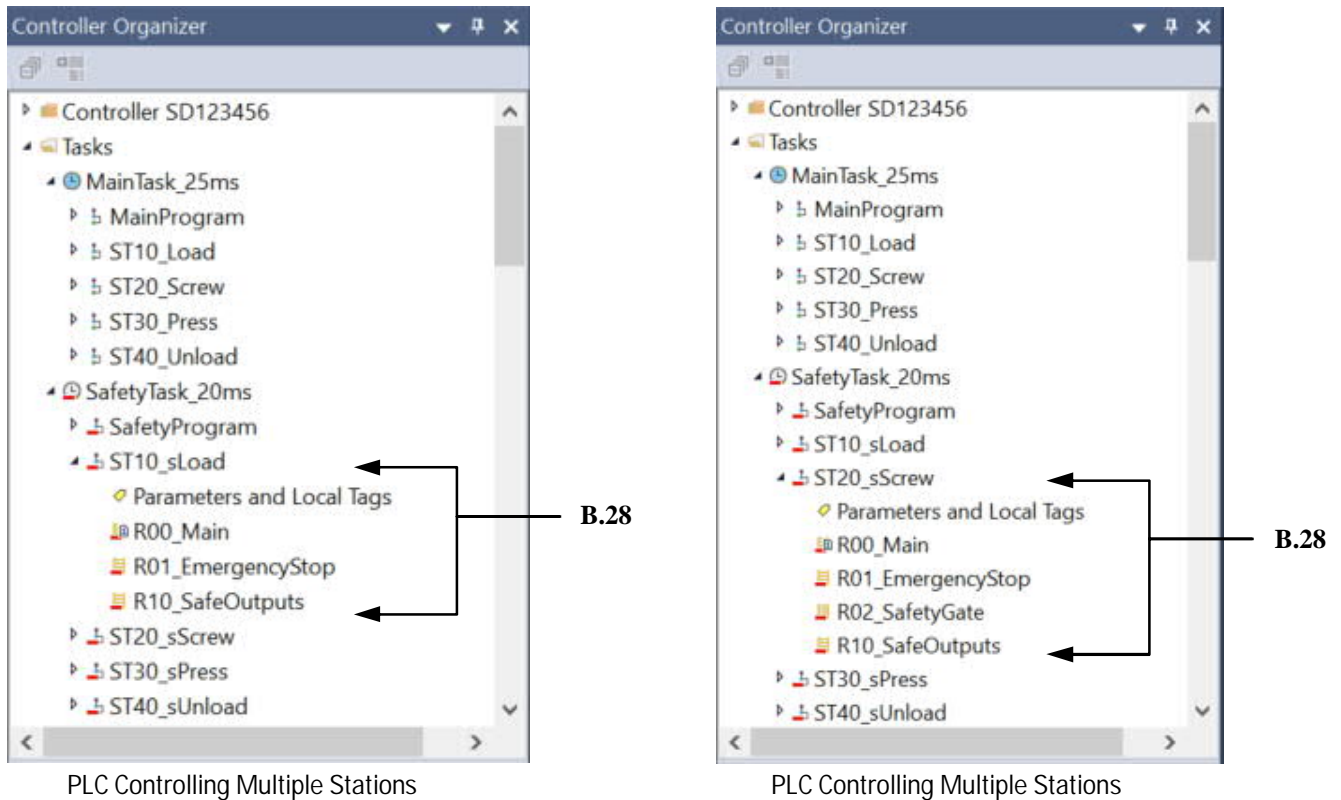 Controller Organizer
Controller SD123456
Tasks
MainTask_25ms
MainProgram
ST10_Load
ST20_Screw
ST30_Press
ST40_Unload
SafetyTask_20ms
SafetyProgram
ST10_sLoad
Parameters and Local Tags
R00_Main
R01_EmergencyStop
R10_SafeOutputs
ST20_sScrew
ST30_sPress
ST40_sUnload
B.28
PLC Controlling Multiple Stations
Controller Organizer
Controller SD123456
Tasks
MainTask_25ms
MainProgram
ST10_Load
ST20_Screw
ST30_Press
ST40_Unload
SafetyTask_20ms
SafetyProgram
ST10_sLoad
ST20_sScrew
Parameters and Local Tags
R00_Main
R01_EmergencyStop
R02_SafetyGate
R10_SafeOutputs
ST30_sPress
ST40_sUnload
B.28
PLC Controlling Multiple Stations